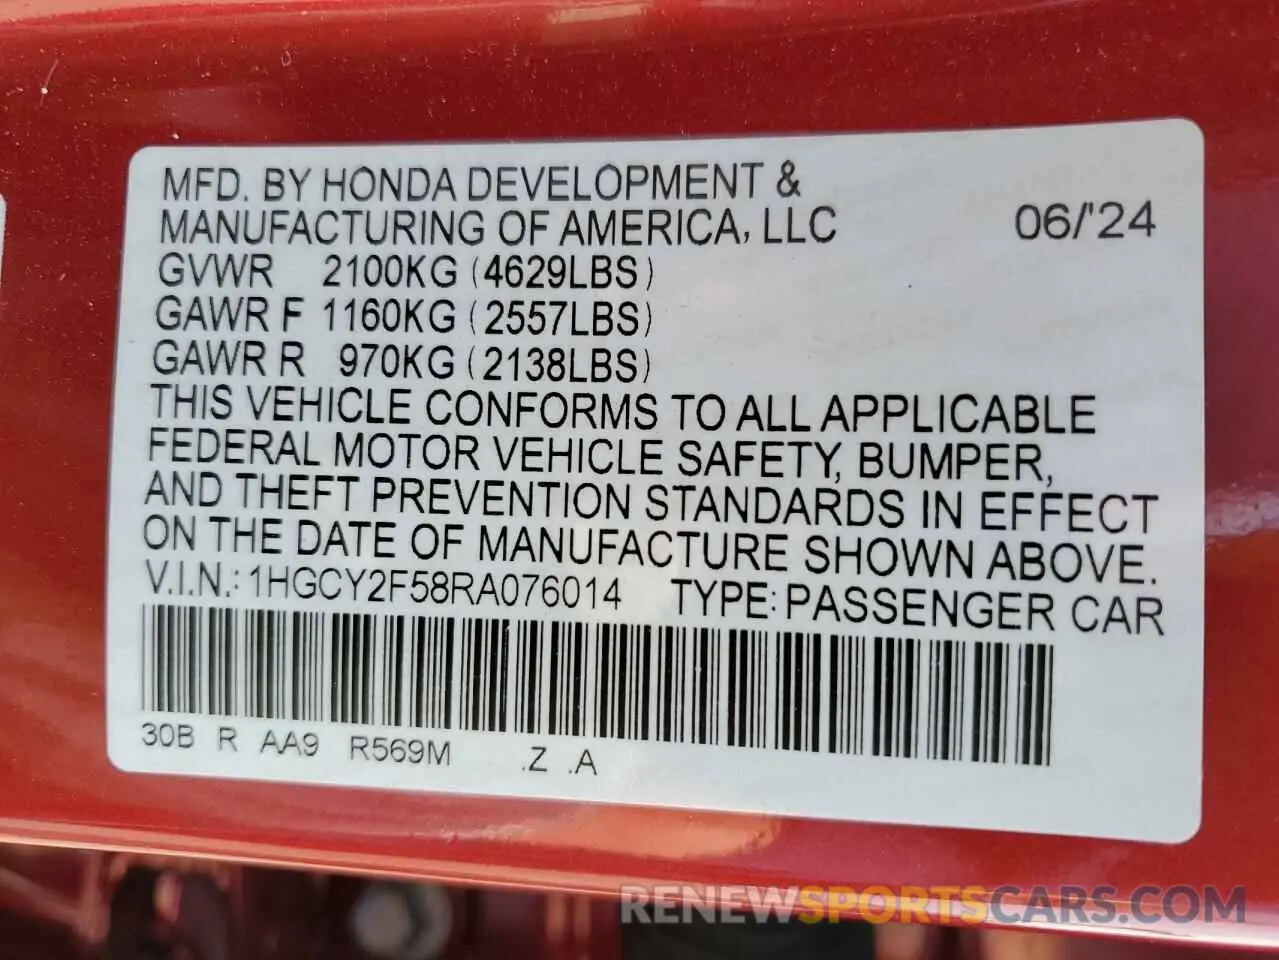 MFD. BY HONDA DEVELOPMENT &
MANUFACTURING OF AMERICA, LLC 06/'24
GVWR 2100KG (4629LBS)
GAWR F 1160KG (2557LBS)
GAWR R 970KG (2138LBS)
THIS VEHICLE CONFORMS TO ALL APPLICABLE
FEDERAL MOTOR VEHICLE SAFETY, BUMPER,
AND THEFT PREVENTION STANDARDS IN EFFECT
ON THE DATE OF MANUFACTURE SHOWN ABOVE.
V.I.N.: 1HGCY2F58RA076014 TYPE: PASSENGER CAR
30B R AA9 R569M .Z .A
RENEWSPORTSCARS.COM